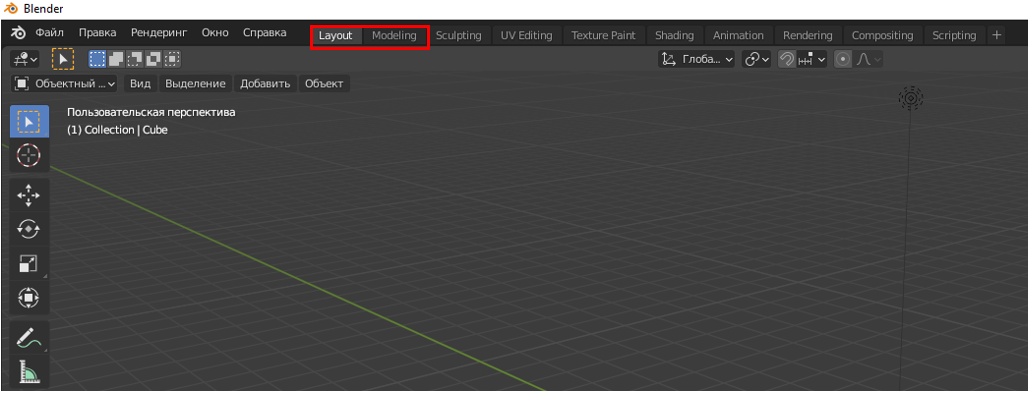 Blender
Файл Правка Рендеринг Окно Справка Layout Modeling Sculpting UV Editing Texture Paint Shading Animation Rendering Compositing Scripting +
Глоба...
Объектный ... Вид Выделение Добавить Объект
Пользовательская перспектива
(1) Collection | Cube